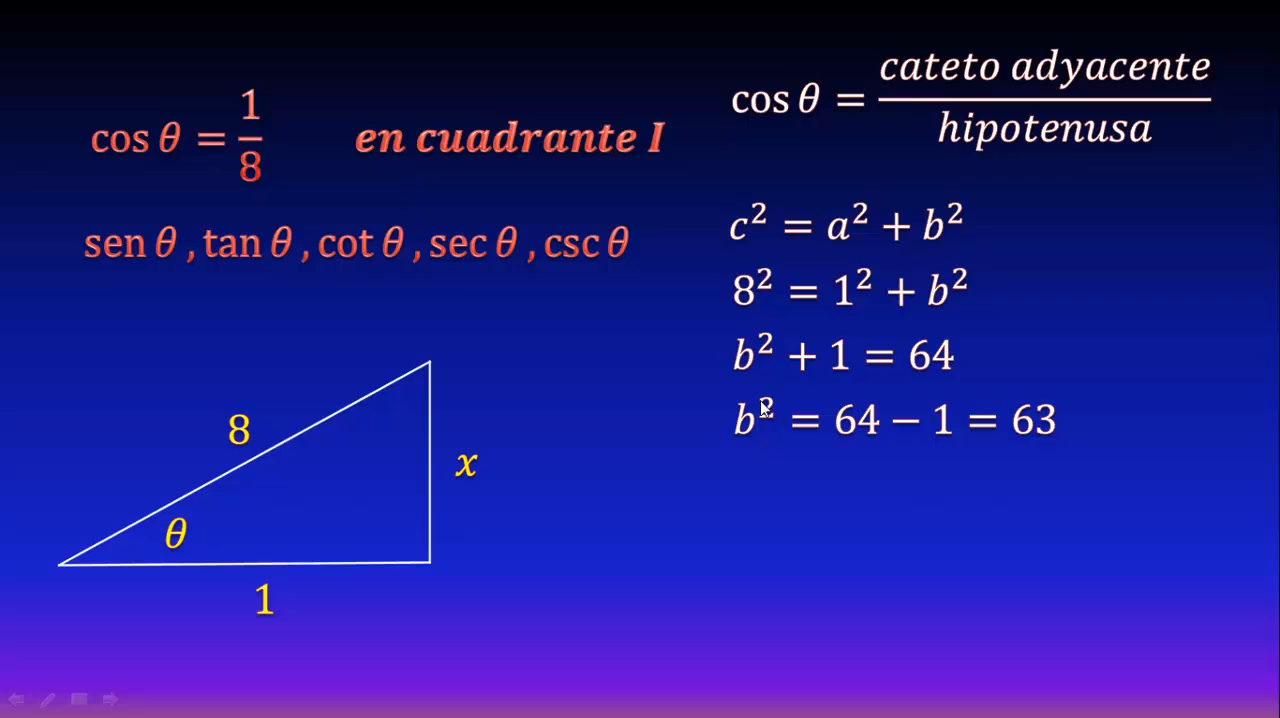 cos θ = 1/8 en cuadrante I
sen θ , tan θ , cot θ , sec θ , csc θ
8
x
θ
1
cos θ = cateto adyacente / hipotenusa
c² = a² + b²
8² = 1² + b²
b² + 1 = 64
b² = 64 − 1 = 63